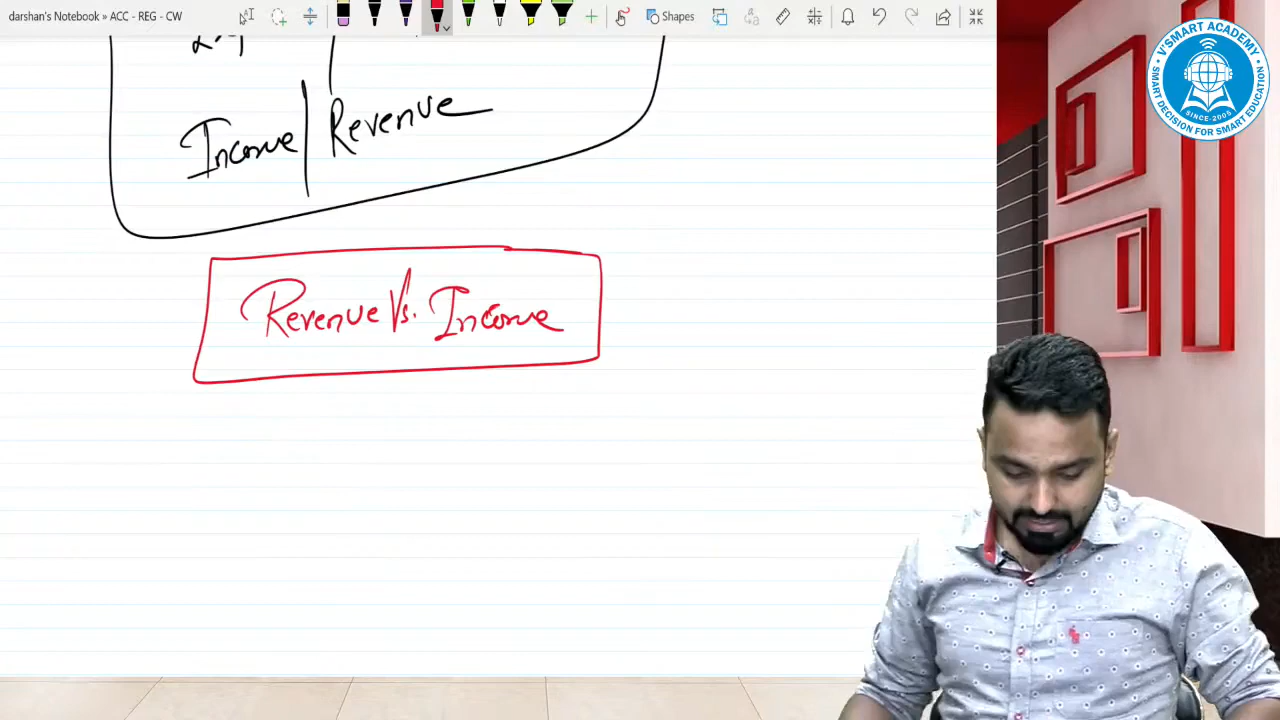 darshan's Notebook » ACC - REG - CW
Shapes
Income | Revenue
Revenue Vs. Income
V'SMART ACADEMY
SINCE-2005
SMART DECISION FOR SMART EDUCATION